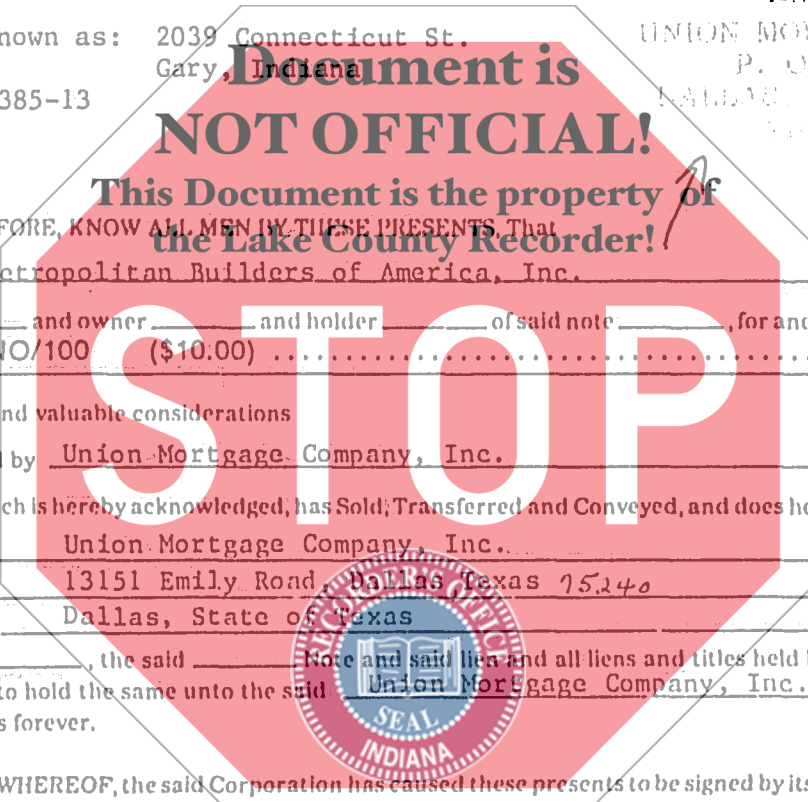 nown as: 2039 Connecticut St.
UNION MO
Gary, Indiana
P. O
385-13
DALLAS
Document is
NOT OFFICIAL!
This Document is the property of
the Lake County Recorder!
FORE, KNOW ALL MEN BY THESE PRESENTS, That
etropolitan Builders of America, Inc.
and owner and holder of said note , for and
NO/100 ($10.00)
STOP
nd valuable considerations
by Union Mortgage Company, Inc.
ch is hereby acknowledged, has Sold, Transferred and Conveyed, and does h
Union Mortgage Company, Inc.
13151 Emily Road, Dallas Texas 75240
Dallas, State of Texas
, the said Note and said lien and all liens and titles held
to hold the same unto the said Union Mortgage Company, Inc.
s forever.
RECORDER'S OFFICE
SEAL
INDIANA
WHEREOF, the said Corporation has caused these presents to be signed by its